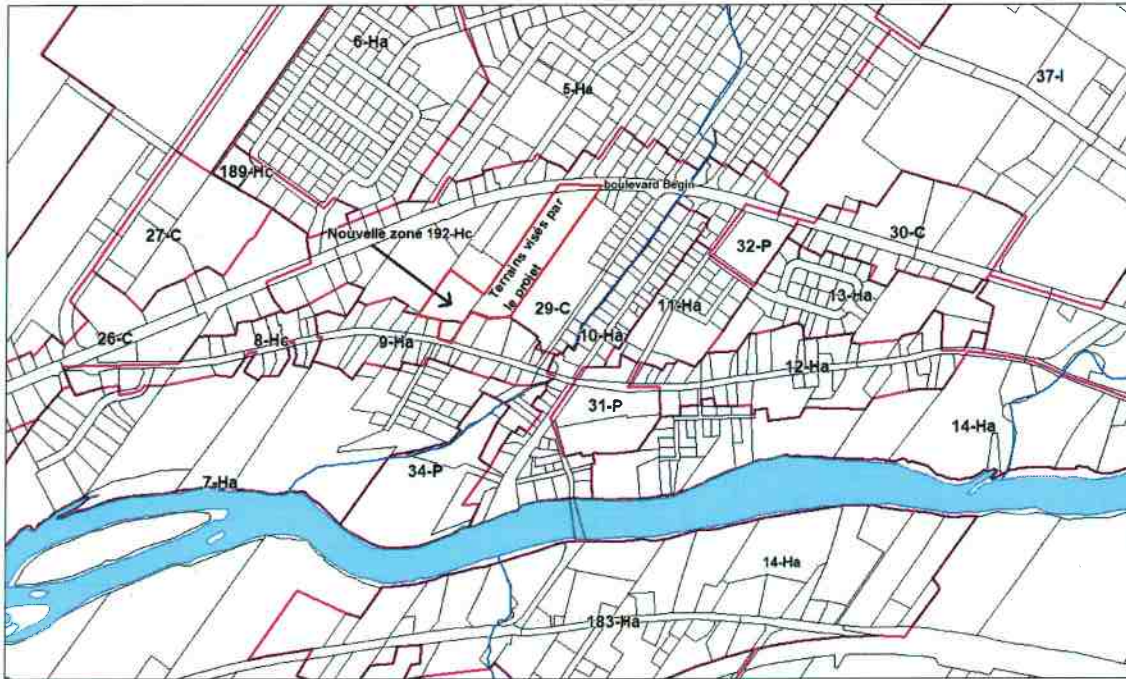 6-Ha
5-Ha
37-I
189-Hc
boulevard Bégin
27-C
Nouvelle zone 192-Hc
Terrains visés par
le projet
32-P
30-C
29-C
11-Ha
13-Ha
26-C
8-Hc
9-Ha
10-Ha
12-Ha
31-P
14-Ha
34-P
7-Ha
14-Ha
183-Ha